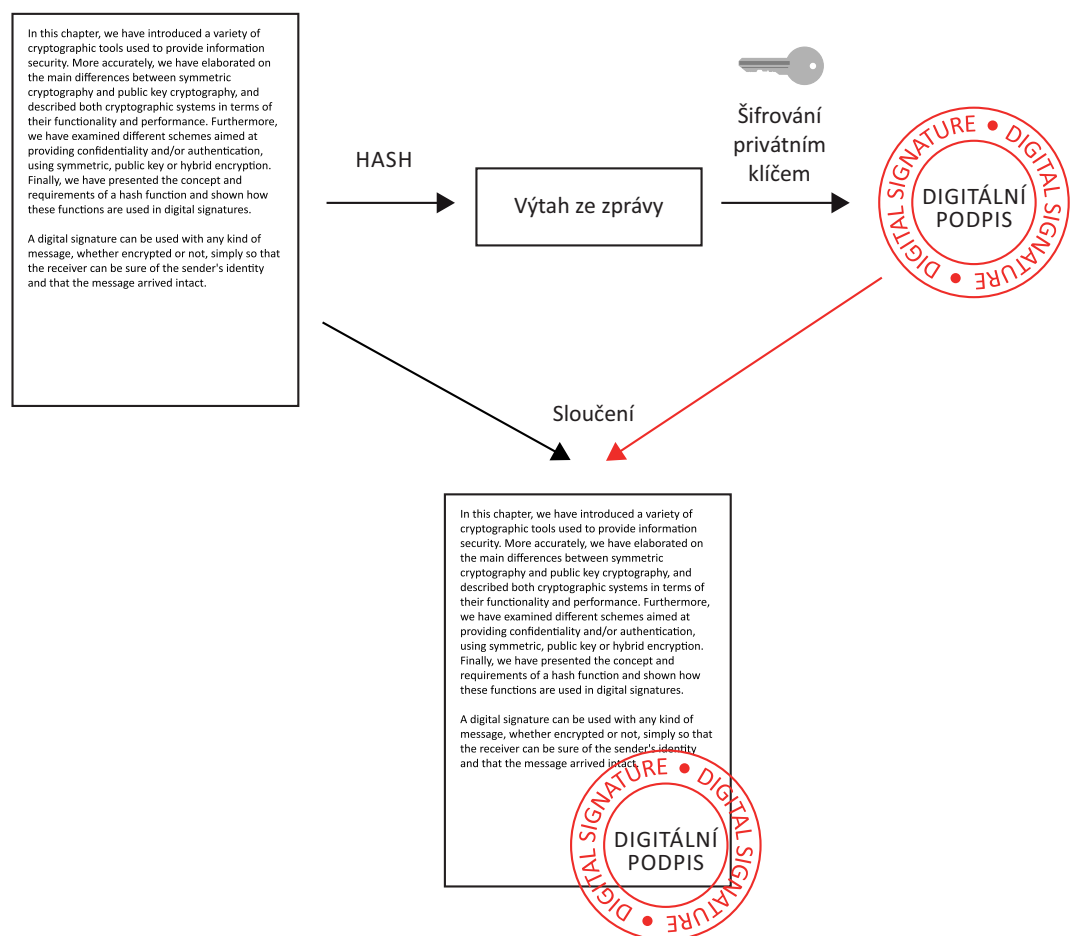 In this chapter, we have introduced a variety of
cryptographic tools used to provide information
security. More accurately, we have elaborated on
the main differences between symmetric
cryptography and public key cryptography, and
described both cryptographic systems in terms of
their functionality and performance. Furthermore,
we have examined different schemes aimed at
providing confidentiality and/or authentication,
using symmetric, public key or hybrid encryption.
Finally, we have presented the concept and
requirements of a hash function and shown how
these functions are used in digital signatures.
A digital signature can be used with any kind of
message, whether encrypted or not, simply so that
the receiver can be sure of the sender's identity
and that the message arrived intact.
HASH
Výtah ze zprávy
Šifrování
privátním
klíčem
DIGITAL SIGNATURE • DIGITAL SIGNATURE •
DIGITÁLNÍ
PODPIS
Sloučení
In this chapter, we have introduced a variety of
cryptographic tools used to provide information
security. More accurately, we have elaborated on
the main differences between symmetric
cryptography and public key cryptography, and
described both cryptographic systems in terms of
their functionality and performance. Furthermore,
we have examined different schemes aimed at
providing confidentiality and/or authentication,
using symmetric, public key or hybrid encryption.
Finally, we have presented the concept and
requirements of a hash function and shown how
these functions are used in digital signatures.
A digital signature can be used with any kind of
message, whether encrypted or not, simply so that
the receiver can be sure of the sender's identity
and that the message arrived intact.
DIGITAL SIGNATURE • DIGITAL SIGNATURE •
DIGITÁLNÍ
PODPIS